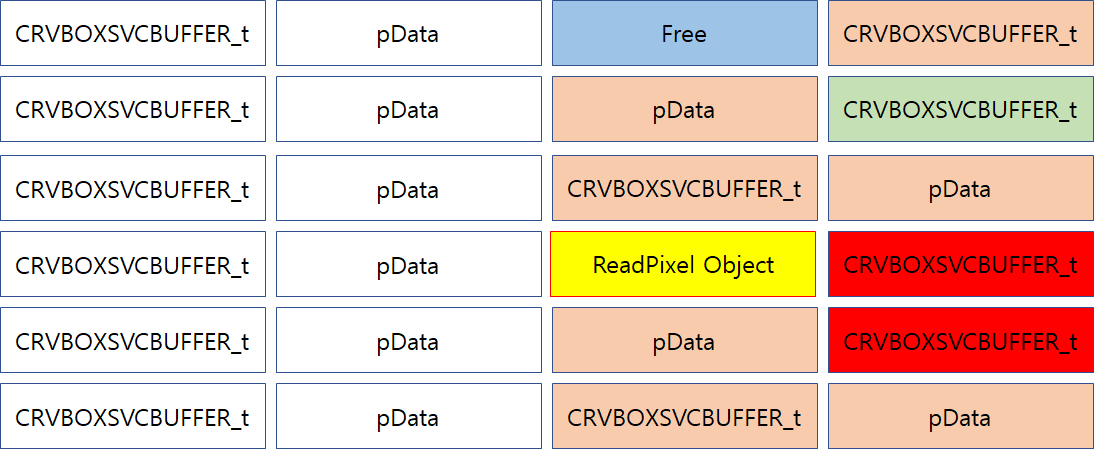 CRVBOXSVCBUFFER_t pData Free CRVBOXSVCBUFFER_t
CRVBOXSVCBUFFER_t pData pData CRVBOXSVCBUFFER_t
CRVBOXSVCBUFFER_t pData CRVBOXSVCBUFFER_t pData
CRVBOXSVCBUFFER_t pData ReadPixel Object CRVBOXSVCBUFFER_t
CRVBOXSVCBUFFER_t pData pData CRVBOXSVCBUFFER_t
CRVBOXSVCBUFFER_t pData CRVBOXSVCBUFFER_t pData